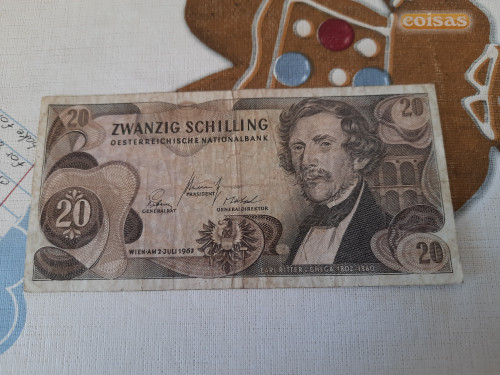 coisas
20
20
ZWANZIG SCHILLING
OESTERREICHISCHE NATIONALBANK
PRÄSIDENT
GENERALRAT
GENERALDIREKTOR
20
WIEN·AM 2·JULI 1967
20
CARL RITTER v. GHEGA 1802-1860